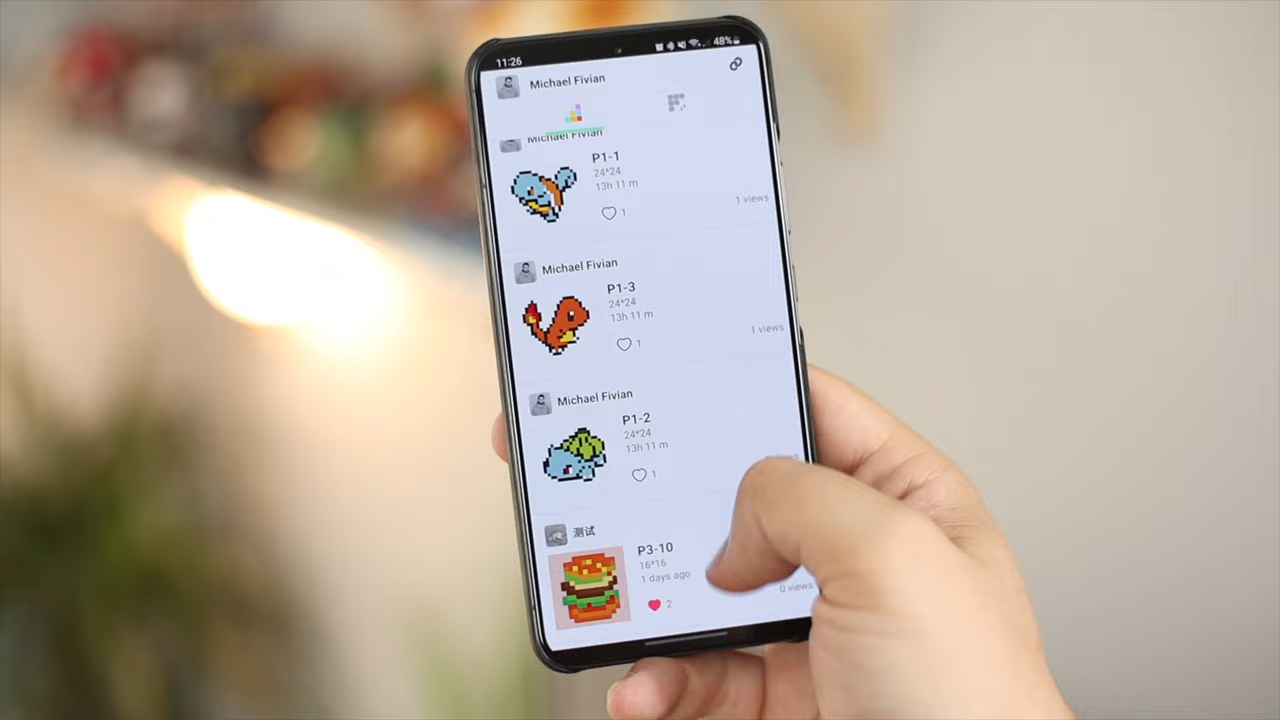 11:26
48%
Michael Fivian
Michael Fivian
P1-1
24*24
13h 11 m
1
1 views
Michael Fivian
P1-3
24*24
13h 11 m
1
1 views
Michael Fivian
P1-2
24*24
13h 11 m
1
测试
P3-10
16*16
1 days ago
2
0 views